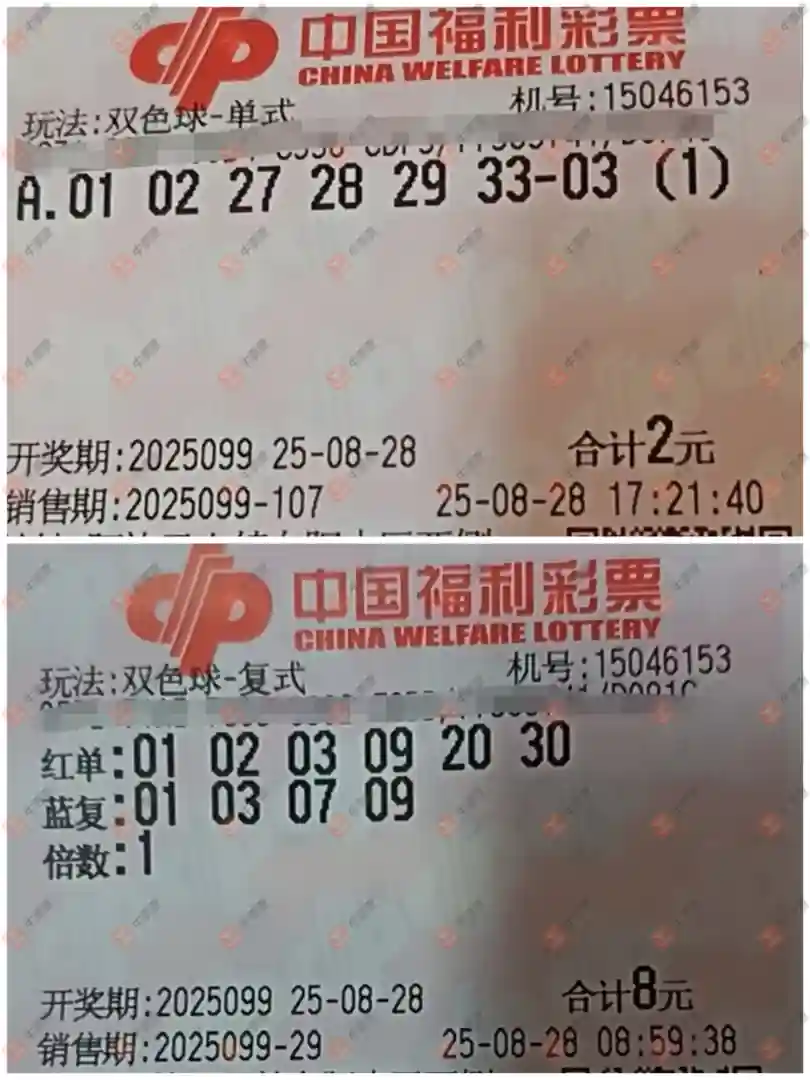 中国福利彩票
CHINA WELFARE LOTTERY
玩法:双色球-单式 机号:15046153
A.01 02 27 28 29 33-03 (1)
开奖期:2025099 25-08-28 合计2元
销售期:2025099-107 25-08-28 17:21:40
中国福利彩票
CHINA WELFARE LOTTERY
玩法:双色球-复式 机号:15046153
红单:01 02 03 09 20 30
蓝复:01 03 07 09
倍数:1
开奖期:2025099 25-08-28 合计8元
销售期:2025099-29 25-08-28 08:59:38